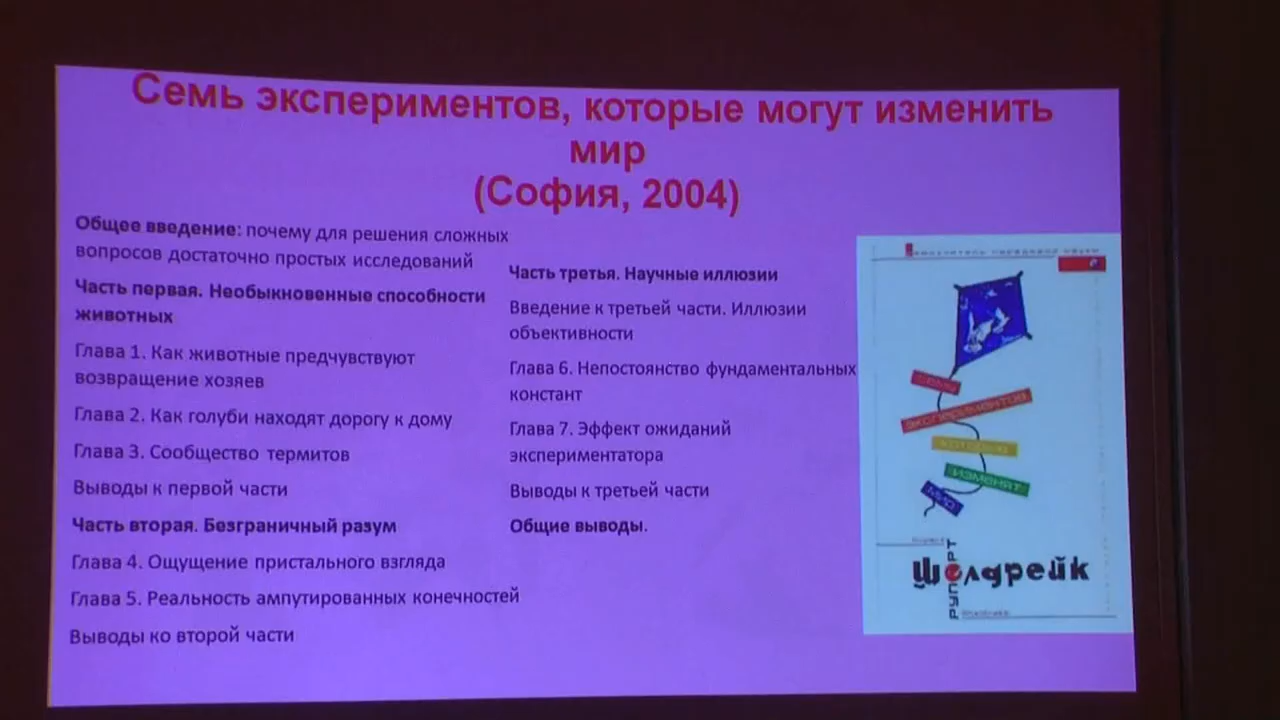 Семь экспериментов, которые могут изменить
мир
(София, 2004)
Общее введение: почему для решения сложных
вопросов достаточно простых исследований
Часть первая. Необыкновенные способности
животных
Глава 1. Как животные предчувствуют
возвращение хозяев
Глава 2. Как голуби находят дорогу к дому
Глава 3. Сообщество термитов
Выводы к первой части
Часть вторая. Безграничный разум
Глава 4. Ощущение пристального взгляда
Глава 5. Реальность ампутированных конечностей
Выводы ко второй части
Часть третья. Научные иллюзии
Введение к третьей части. Иллюзии
объективности
Глава 6. Непостоянство фундаментальных
констант
Глава 7. Эффект ожиданий
экспериментатора
Выводы к третьей части
Общие выводы.
семь
экспериментов
которые
изменят
мир
Руперт
Шелдрейк